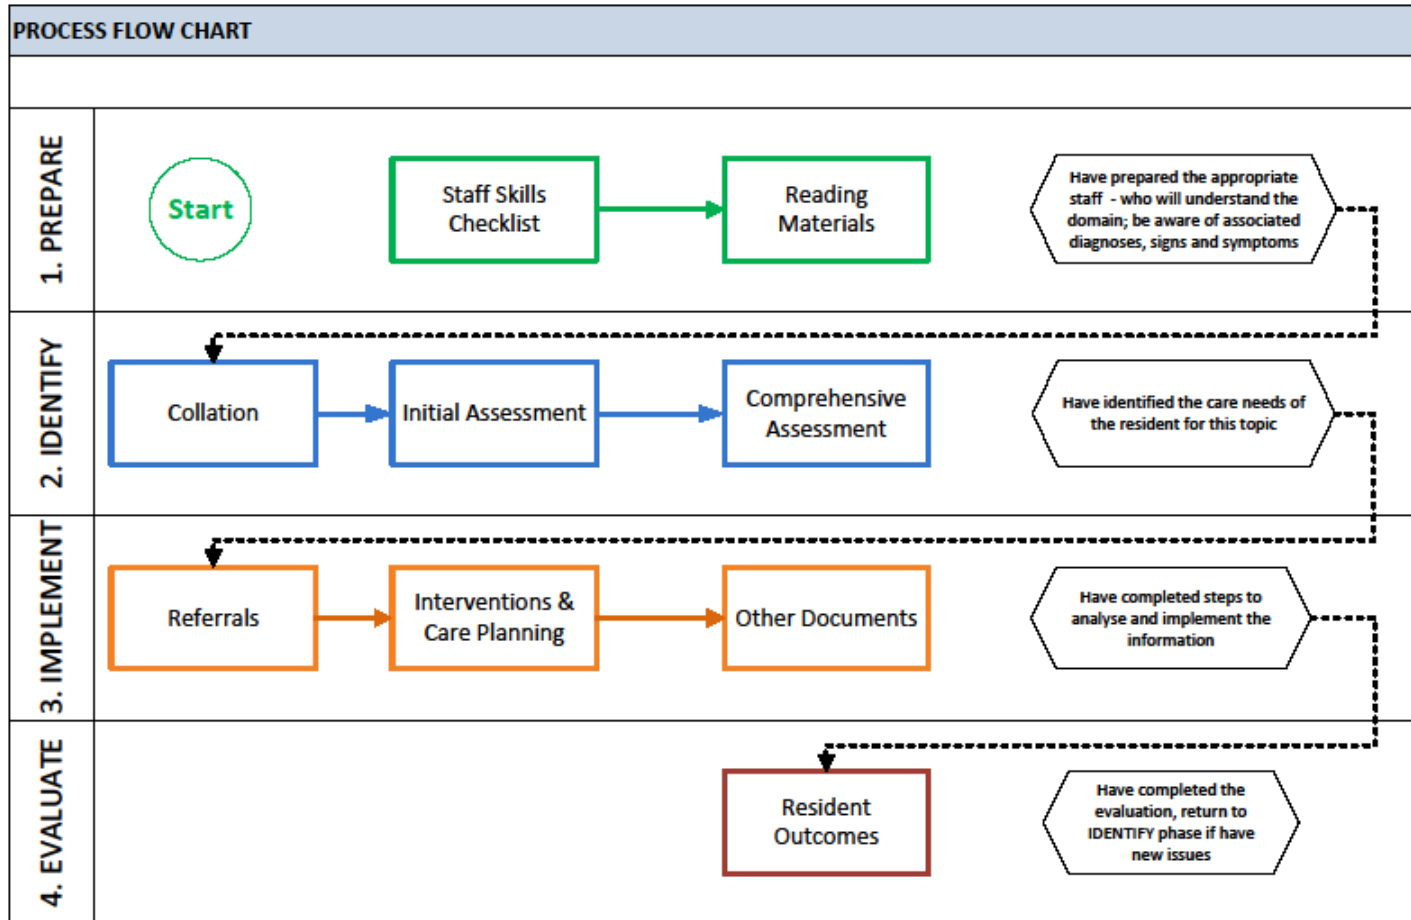 PROCESS FLOW CHART
1. PREPARE
Start
Staff Skills
Checklist
Reading
Materials
Have prepared the appropriate
staff - who will understand the
domain; be aware of associated
diagnoses, signs and symptoms
2. IDENTIFY
Collation
Initial Assessment
Comprehensive
Assessment
Have identified the care needs of
the resident for this topic
3. IMPLEMENT
Referrals
Interventions &
Care Planning
Other Documents
Have completed steps to
analyse and implement the
information
4. EVALUATE
Resident
Outcomes
Have completed the
evaluation, return to
IDENTIFY phase if have
new issues